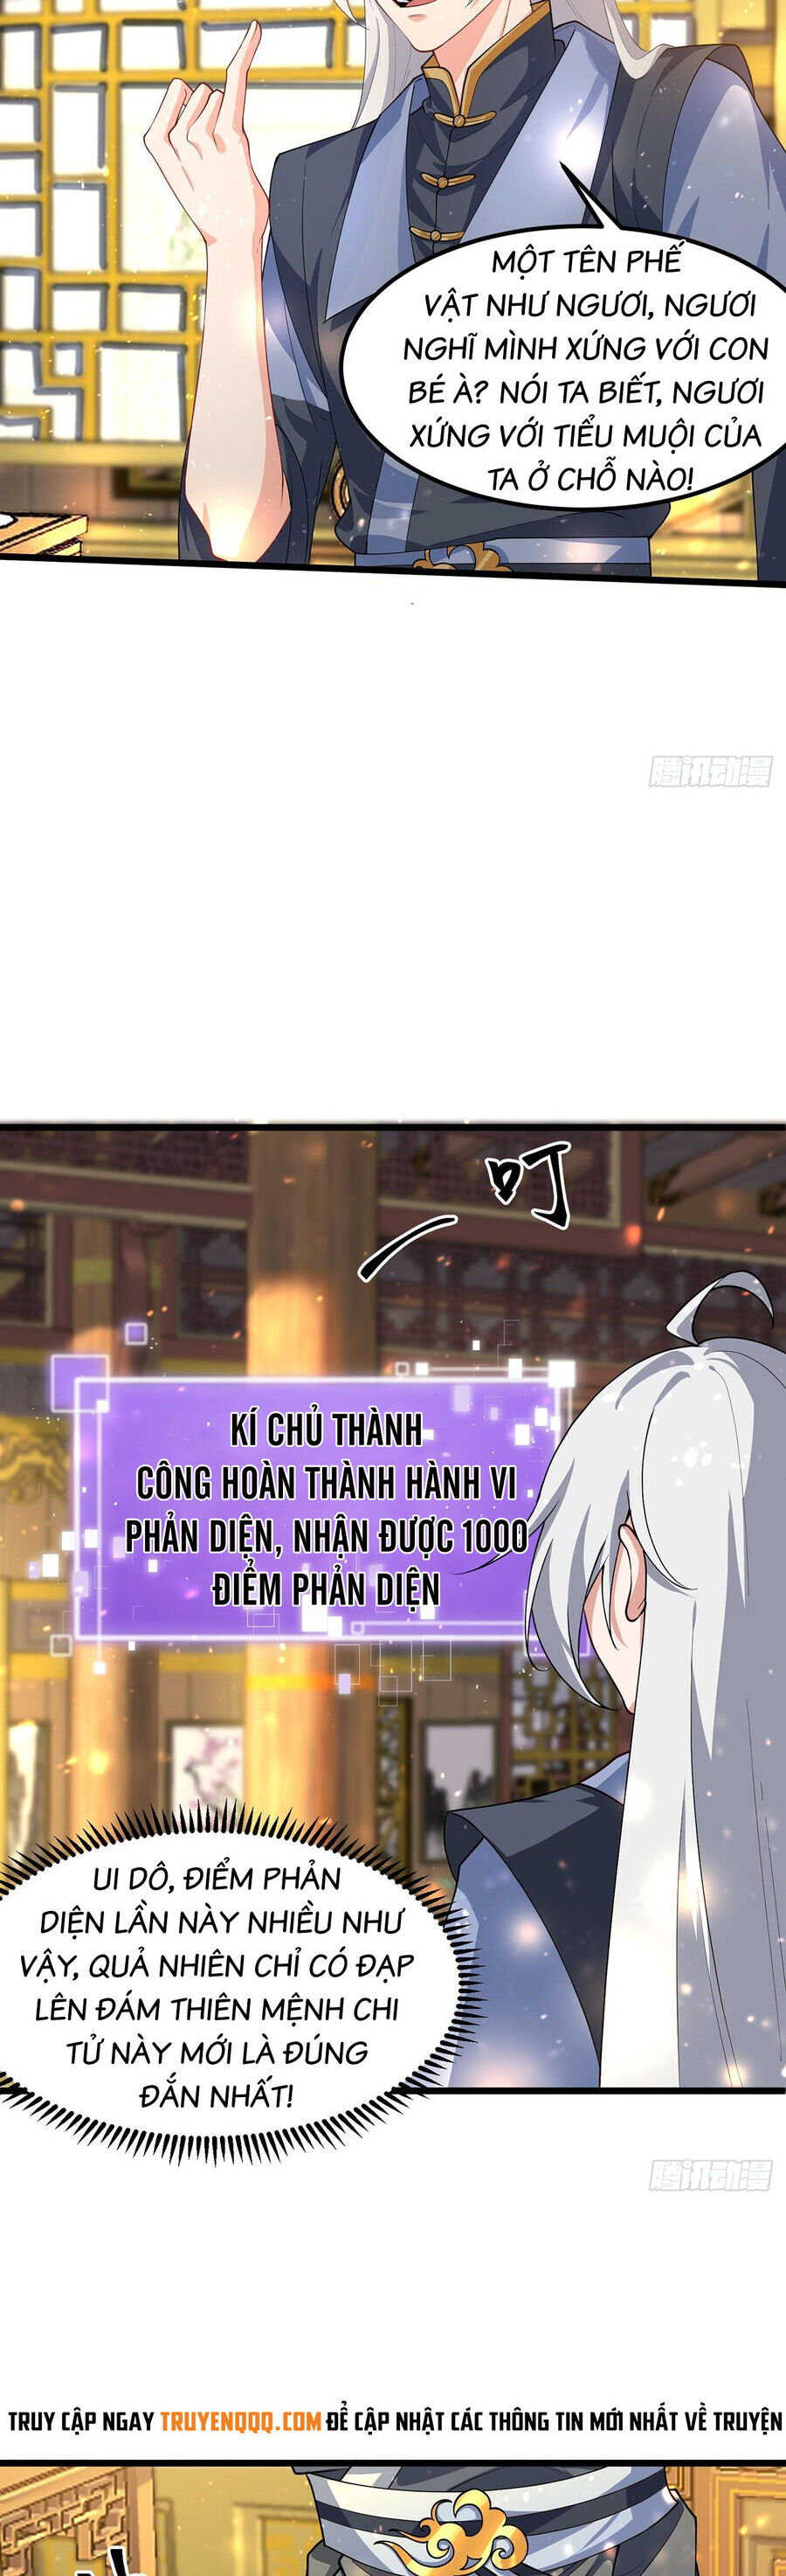 MỘT TÊN PHẾ
VẬT NHƯ NGƯƠI, NGƯƠI
NGHĨ MÌNH XỨNG VỚI CON
BÉ À? NÓI TA BIẾT, NGƯƠI
XỨNG VỚI TIỂU MUỘI CỦA
TA Ở CHỖ NÀO!
腾讯动漫
叮
KÍ CHỦ THÀNH
CÔNG HOÀN THÀNH HÀNH VI
PHẢN DIỆN, NHẬN ĐƯỢC 1000
ĐIỂM PHẢN DIỆN
UI DÔ, ĐIỂM PHẢN
DIỆN LẦN NÀY NHIỀU NHƯ
VẬY, QUẢ NHIÊN CHỈ CÓ ĐẠP
LÊN ĐÁM THIÊN MỆNH CHI
TỬ NÀY MỚI LÀ ĐÚNG
ĐẮN NHẤT!
腾讯动漫
TRUY CẬP NGAY TRUYENQQQ.COM ĐỂ CẬP NHẬT CÁC THÔNG TIN MỚI NHẤT VỀ TRUYỆN